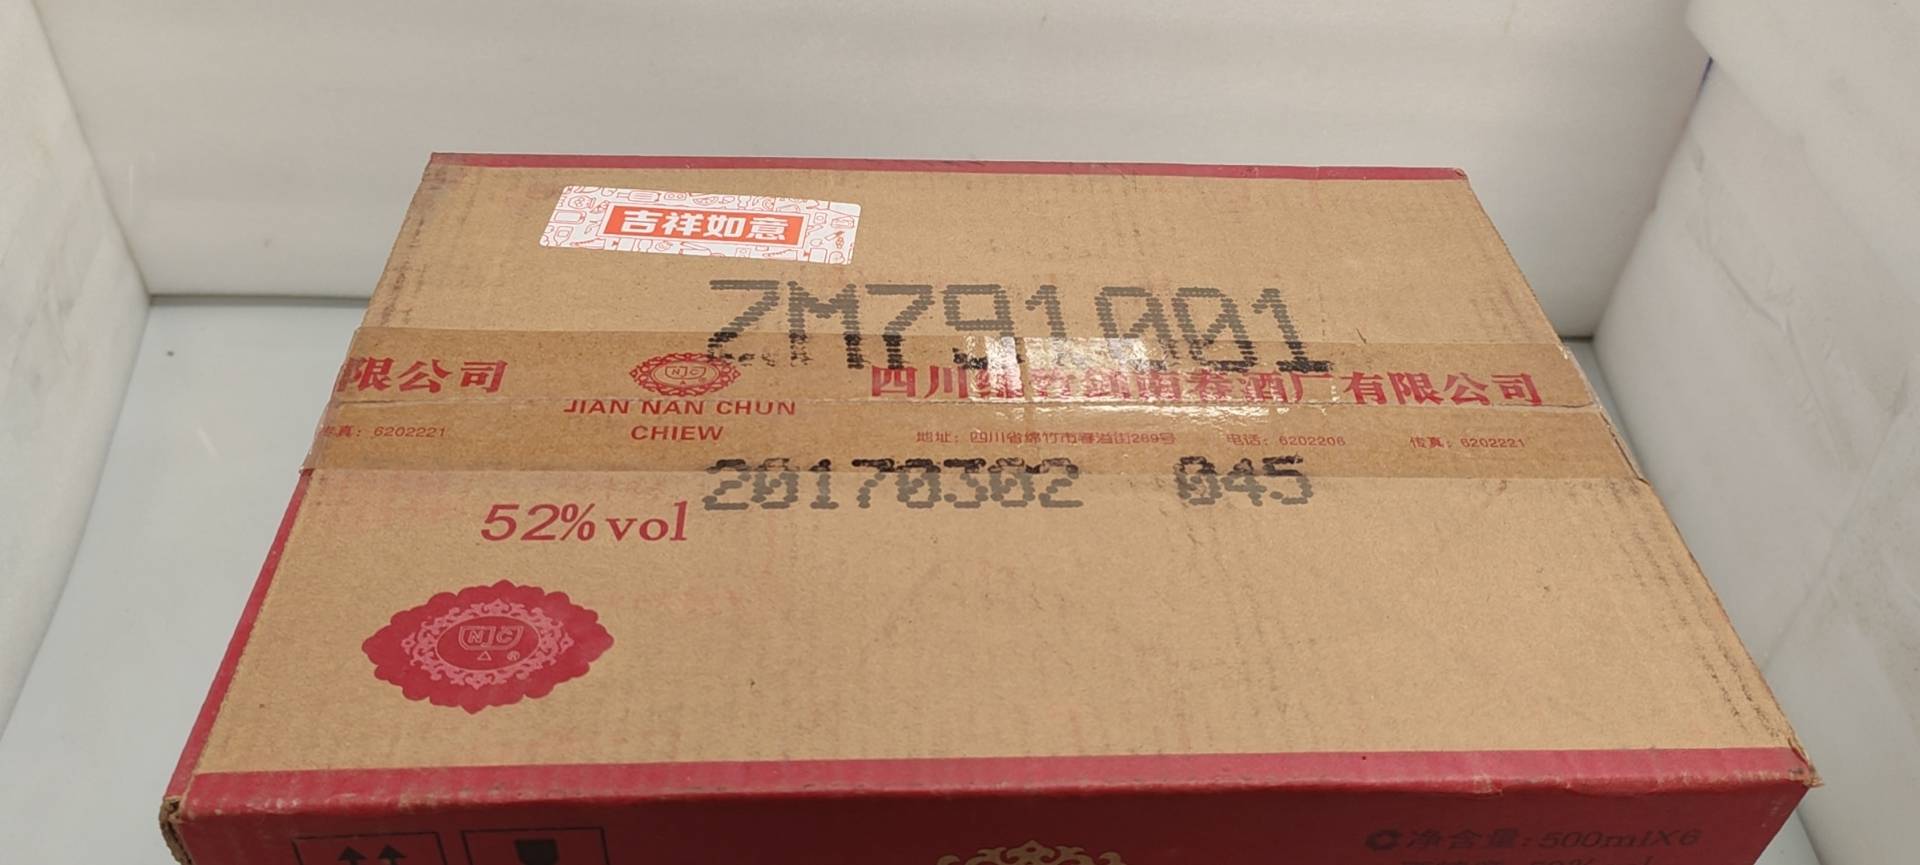 吉祥如意
ZM791001
限公司
NC
JIAN NAN CHUN
CHIEW
四川绵竹剑南春酒厂有限公司
传真：6202221
地址：四川省绵竹市春溢街289号 电话：6202206 传真：6202221
20170302 045
52%vol
NC
®
净含量:500mlX6